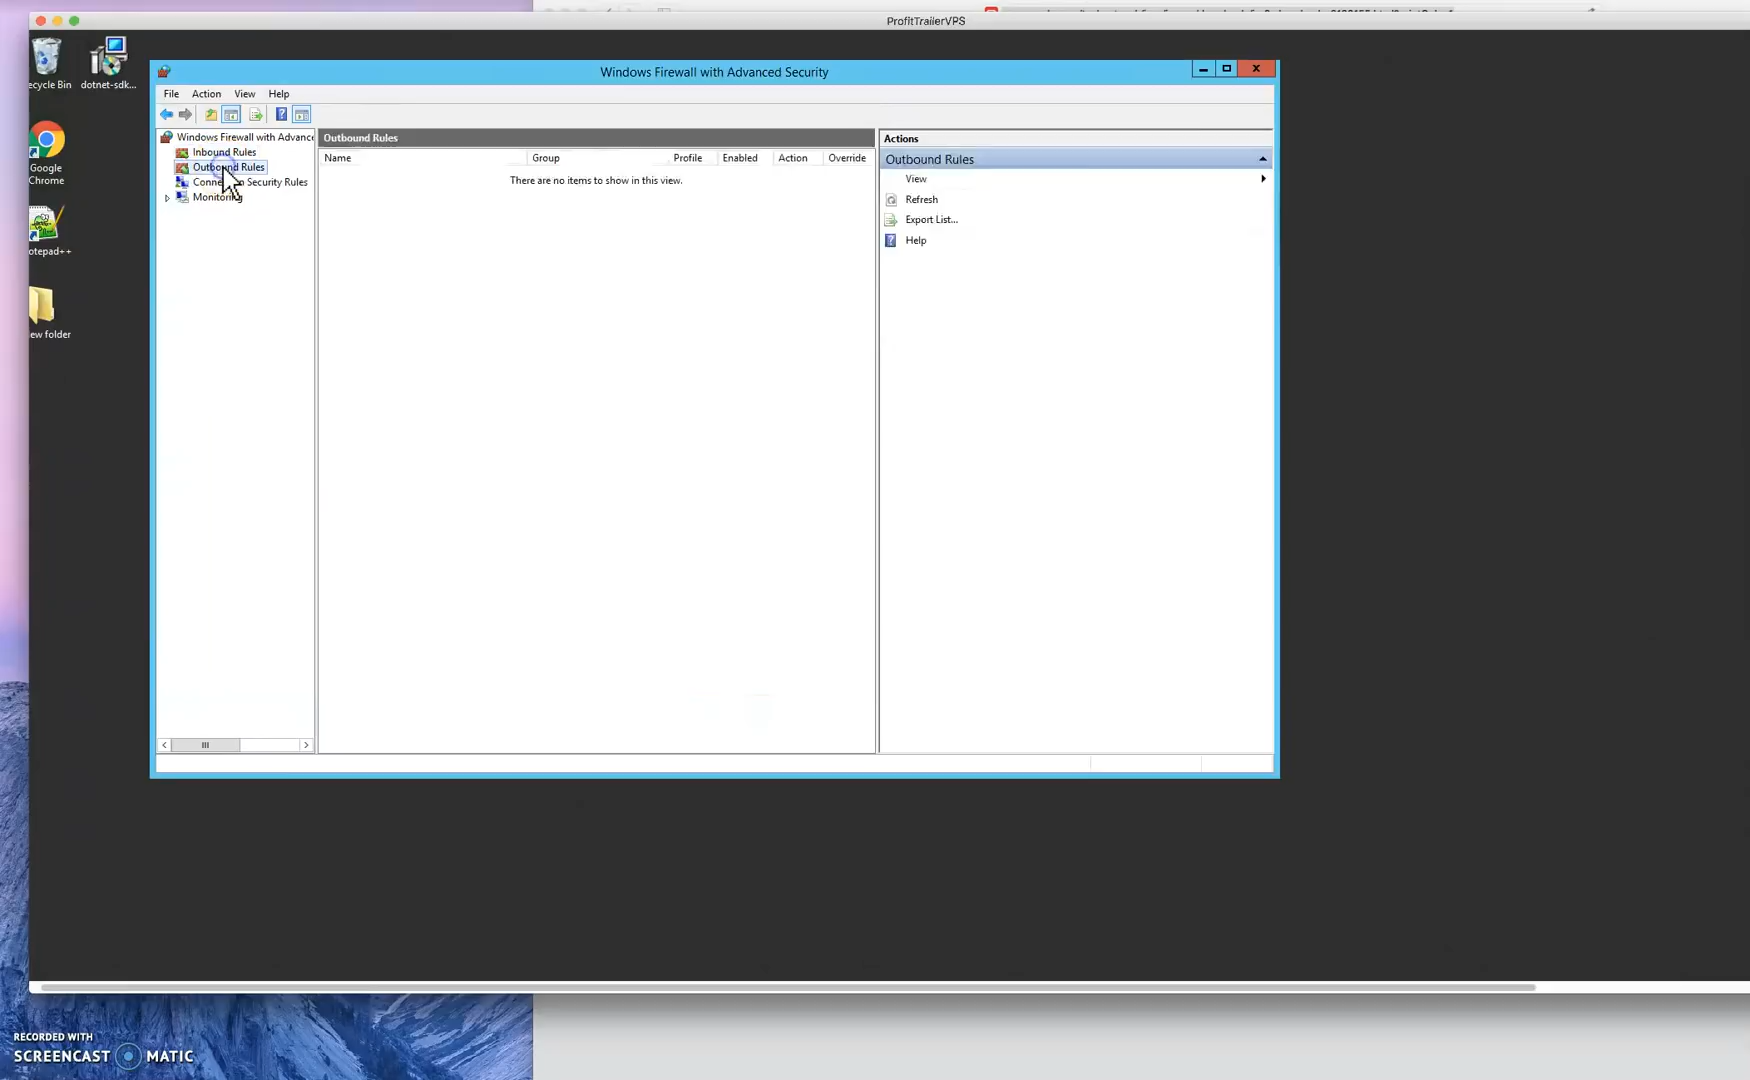 ProfitTrailerVPS
ecycle Bin
dotnet-sdk...
Google
Chrome
otepad++
ew folder
Windows Firewall with Advanced Security
File Action View Help
Windows Firewall with Advanc
Inbound Rules
Outbound Rules
Security Rules
Monitoring
Outbound Rules
Name Group Profile Enabled Action Override
There are no items to show in this view.
Actions
Outbound Rules
View
Refresh
Export List...
Help
RECORDED WITH
SCREENCAST MATIC